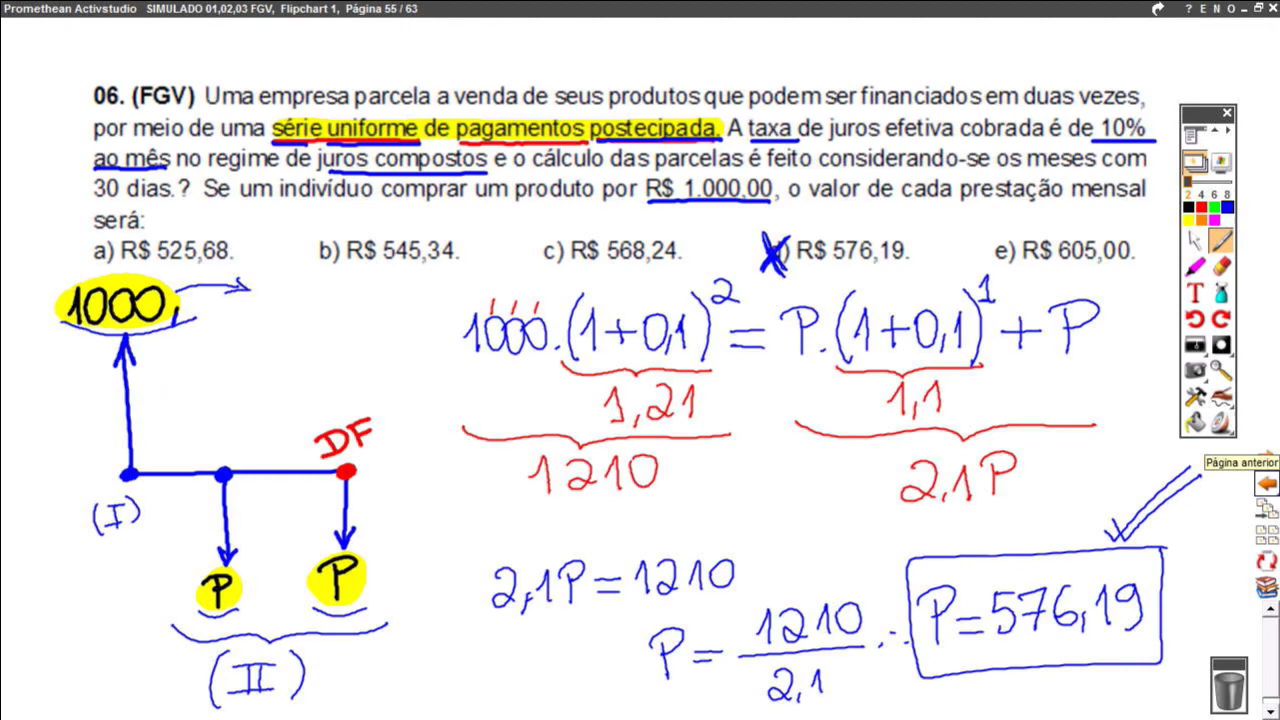 Promethean Activstudio SIMULADO 01,02,03 FGV, Flipchart 1, Página 55 / 63
? E N O
06. (FGV) Uma empresa parcela a venda de seus produtos que podem ser financiados em duas vezes,
por meio de uma série uniforme de pagamentos postecipada. A taxa de juros efetiva cobrada é de 10%
ao mês no regime de juros compostos e o cálculo das parcelas é feito considerando-se os meses com
30 dias.? Se um indivíduo comprar um produto por R$ 1.000,00, o valor de cada prestação mensal
será:
a) R$ 525,68. b) R$ 545,34. c) R$ 568,24. R$ 576,19. e) R$ 605,00.
1000,
1000.(1+0,1)² = P.(1+0,1)¹ + P
1,21 1,1
1210 2,1P
DF
(I)
P P
(II)
2,1P = 1210
P = 1210 / 2,1 ∴ P = 576,19
2 4 6 8
T
Página anterior